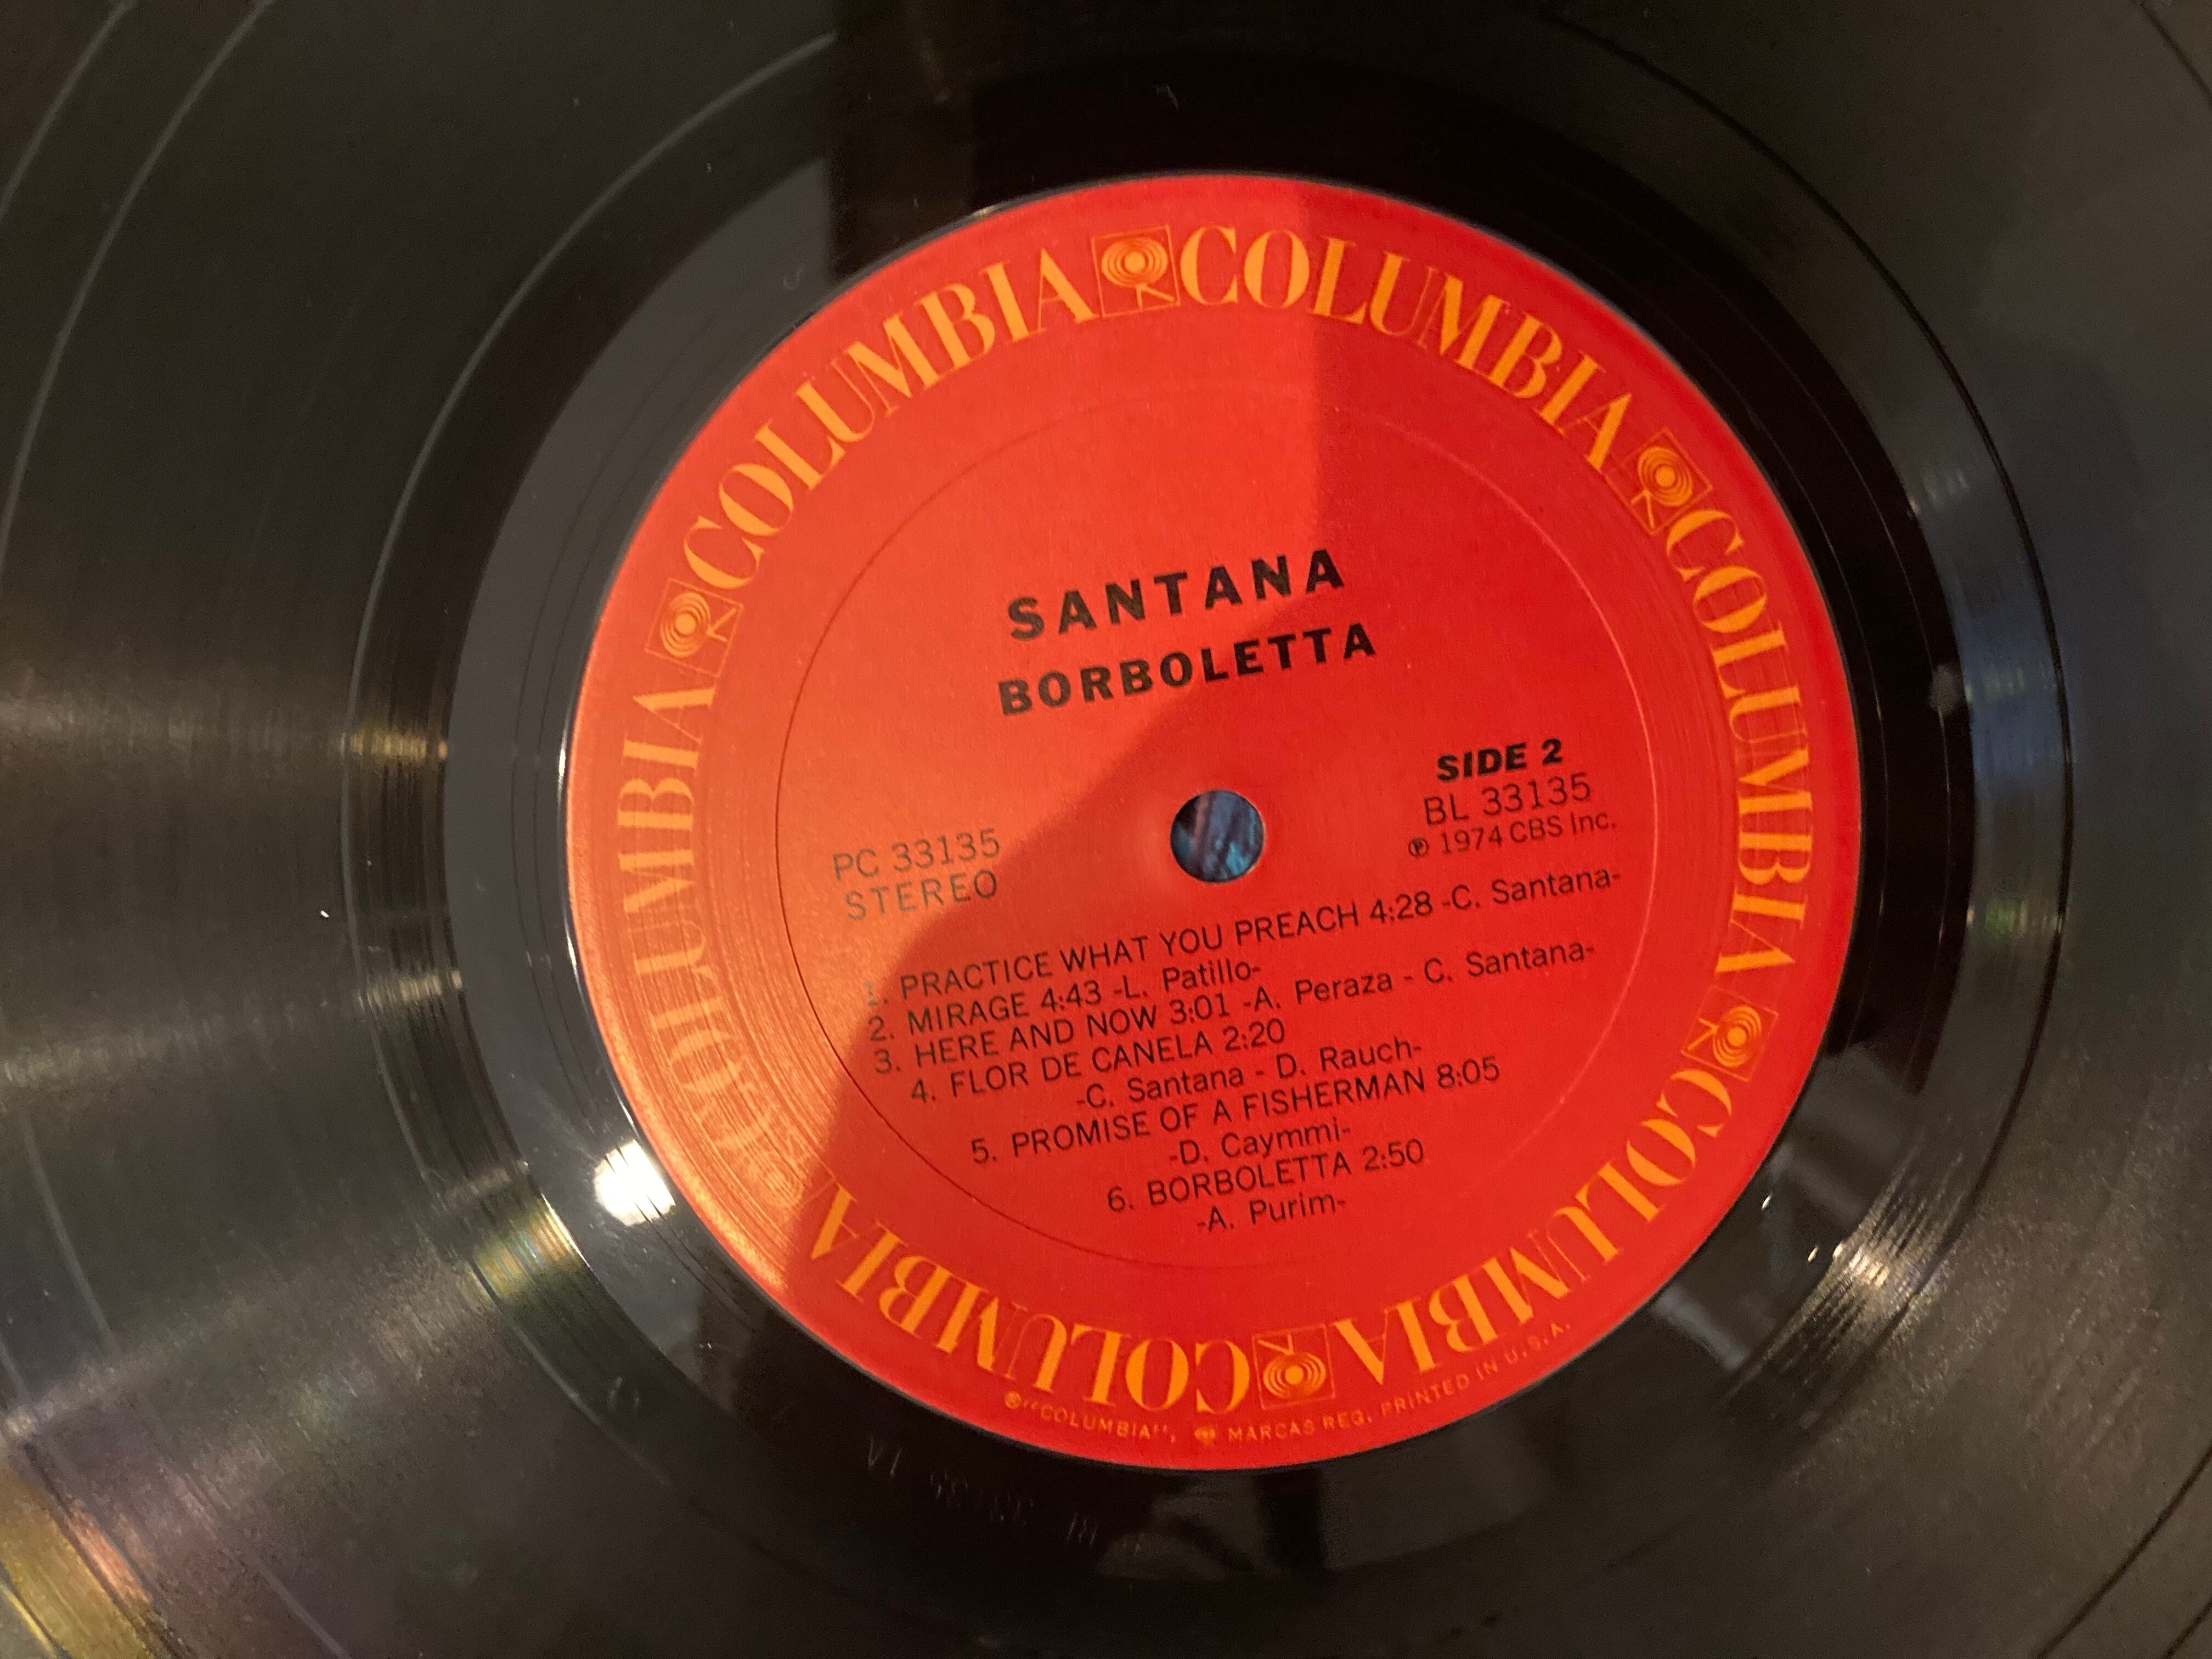 COLUMBIA COLUMBIA COLUMBIA COLUMBIA COLUMBIA COLUMBIA
SANTANA
BORBOLETTA
SIDE 2
BL 33135
℗ 1974 CBS Inc.
PC 33135
STEREO
1. PRACTICE WHAT YOU PREACH 4:28 -C. Santana-
2. MIRAGE 4:43 -L. Patillo-
3. HERE AND NOW 3:01 -A. Peraza - C. Santana-
4. FLOR DE CANELA 2:20
-C. Santana - D. Rauch-
5. PROMISE OF A FISHERMAN 8:05
-D. Caymmi-
6. BORBOLETTA 2:50
-A. Purim-
®"COLUMBIA", MARCAS REG. PRINTED IN U.S.A.